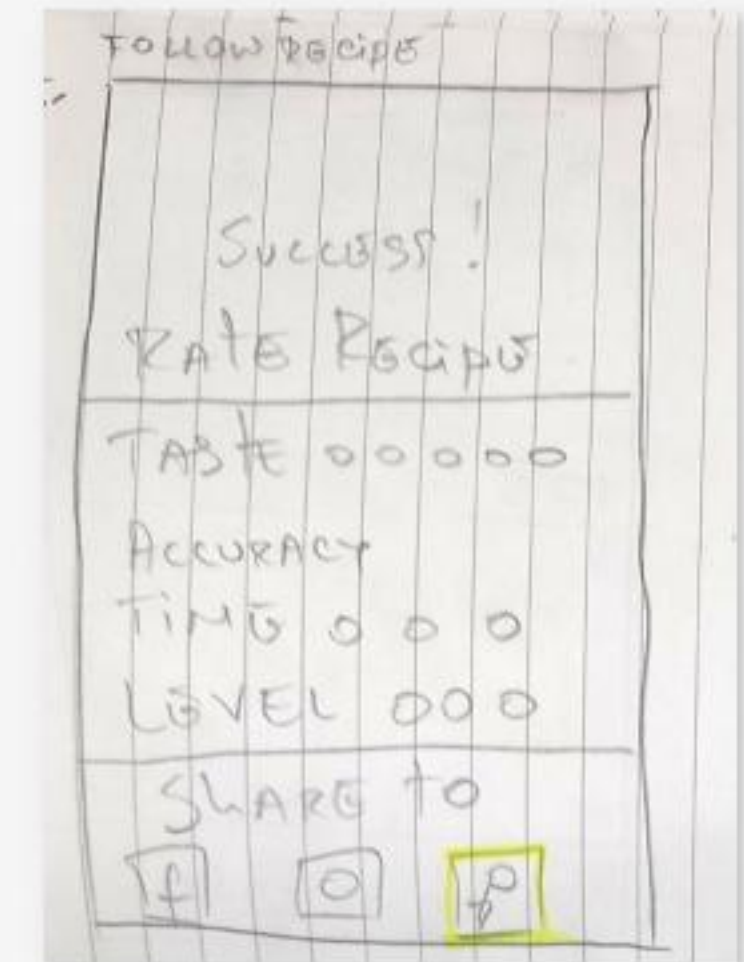 FOLLOW RECIPE
SUCCESS!
RATE RECIPE
TASTE
ACCURACY
TIME
LEVEL
SHARE TO
f